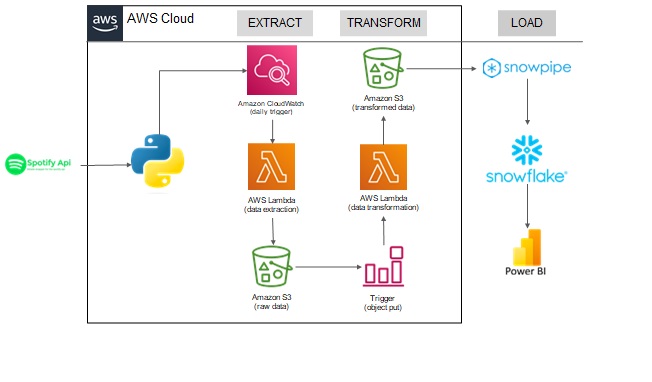 aws
AWS Cloud
EXTRACT
TRANSFORM
LOAD
Amazon CloudWatch
(daily trigger)
Amazon S3
(transformed data)
snowpipe
Spotify Api
AWS Lambda
(data extraction)
AWS Lambda
(data transformation)
snowflake®
Amazon S3
(raw data)
Trigger
(object put)
Power BI